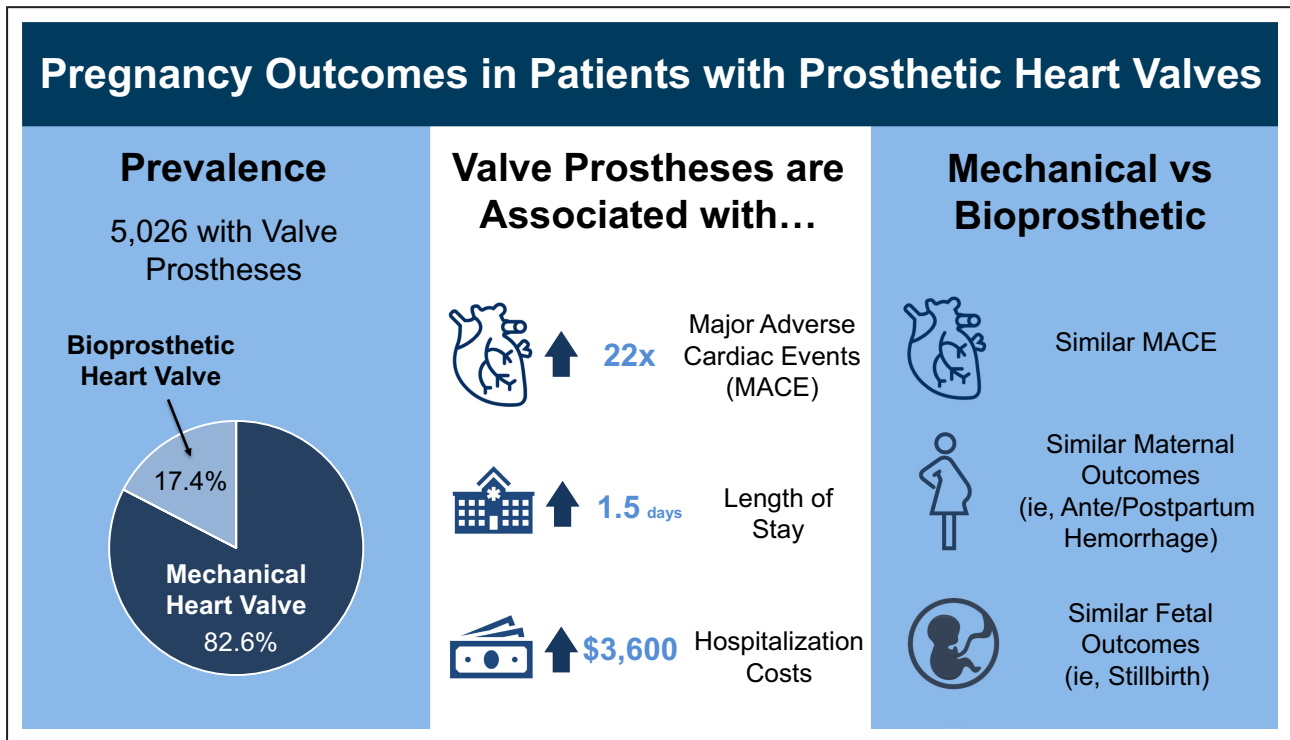 Pregnancy Outcomes in Patients with Prosthetic Heart Valves
Prevalence
5,026 with Valve
Prostheses
Bioprosthetic
Heart Valve
17.4%
Mechanical
Heart Valve
82.6%
Valve Prostheses are
Associated with...
22x
Major Adverse
Cardiac Events
(MACE)
1.5 days
Length of
Stay
$3,600
Hospitalization
Costs
Mechanical vs
Bioprosthetic
Similar MACE
Similar Maternal
Outcomes
(ie, Ante/Postpartum
Hemorrhage)
Similar Fetal
Outcomes
(ie, Stillbirth)